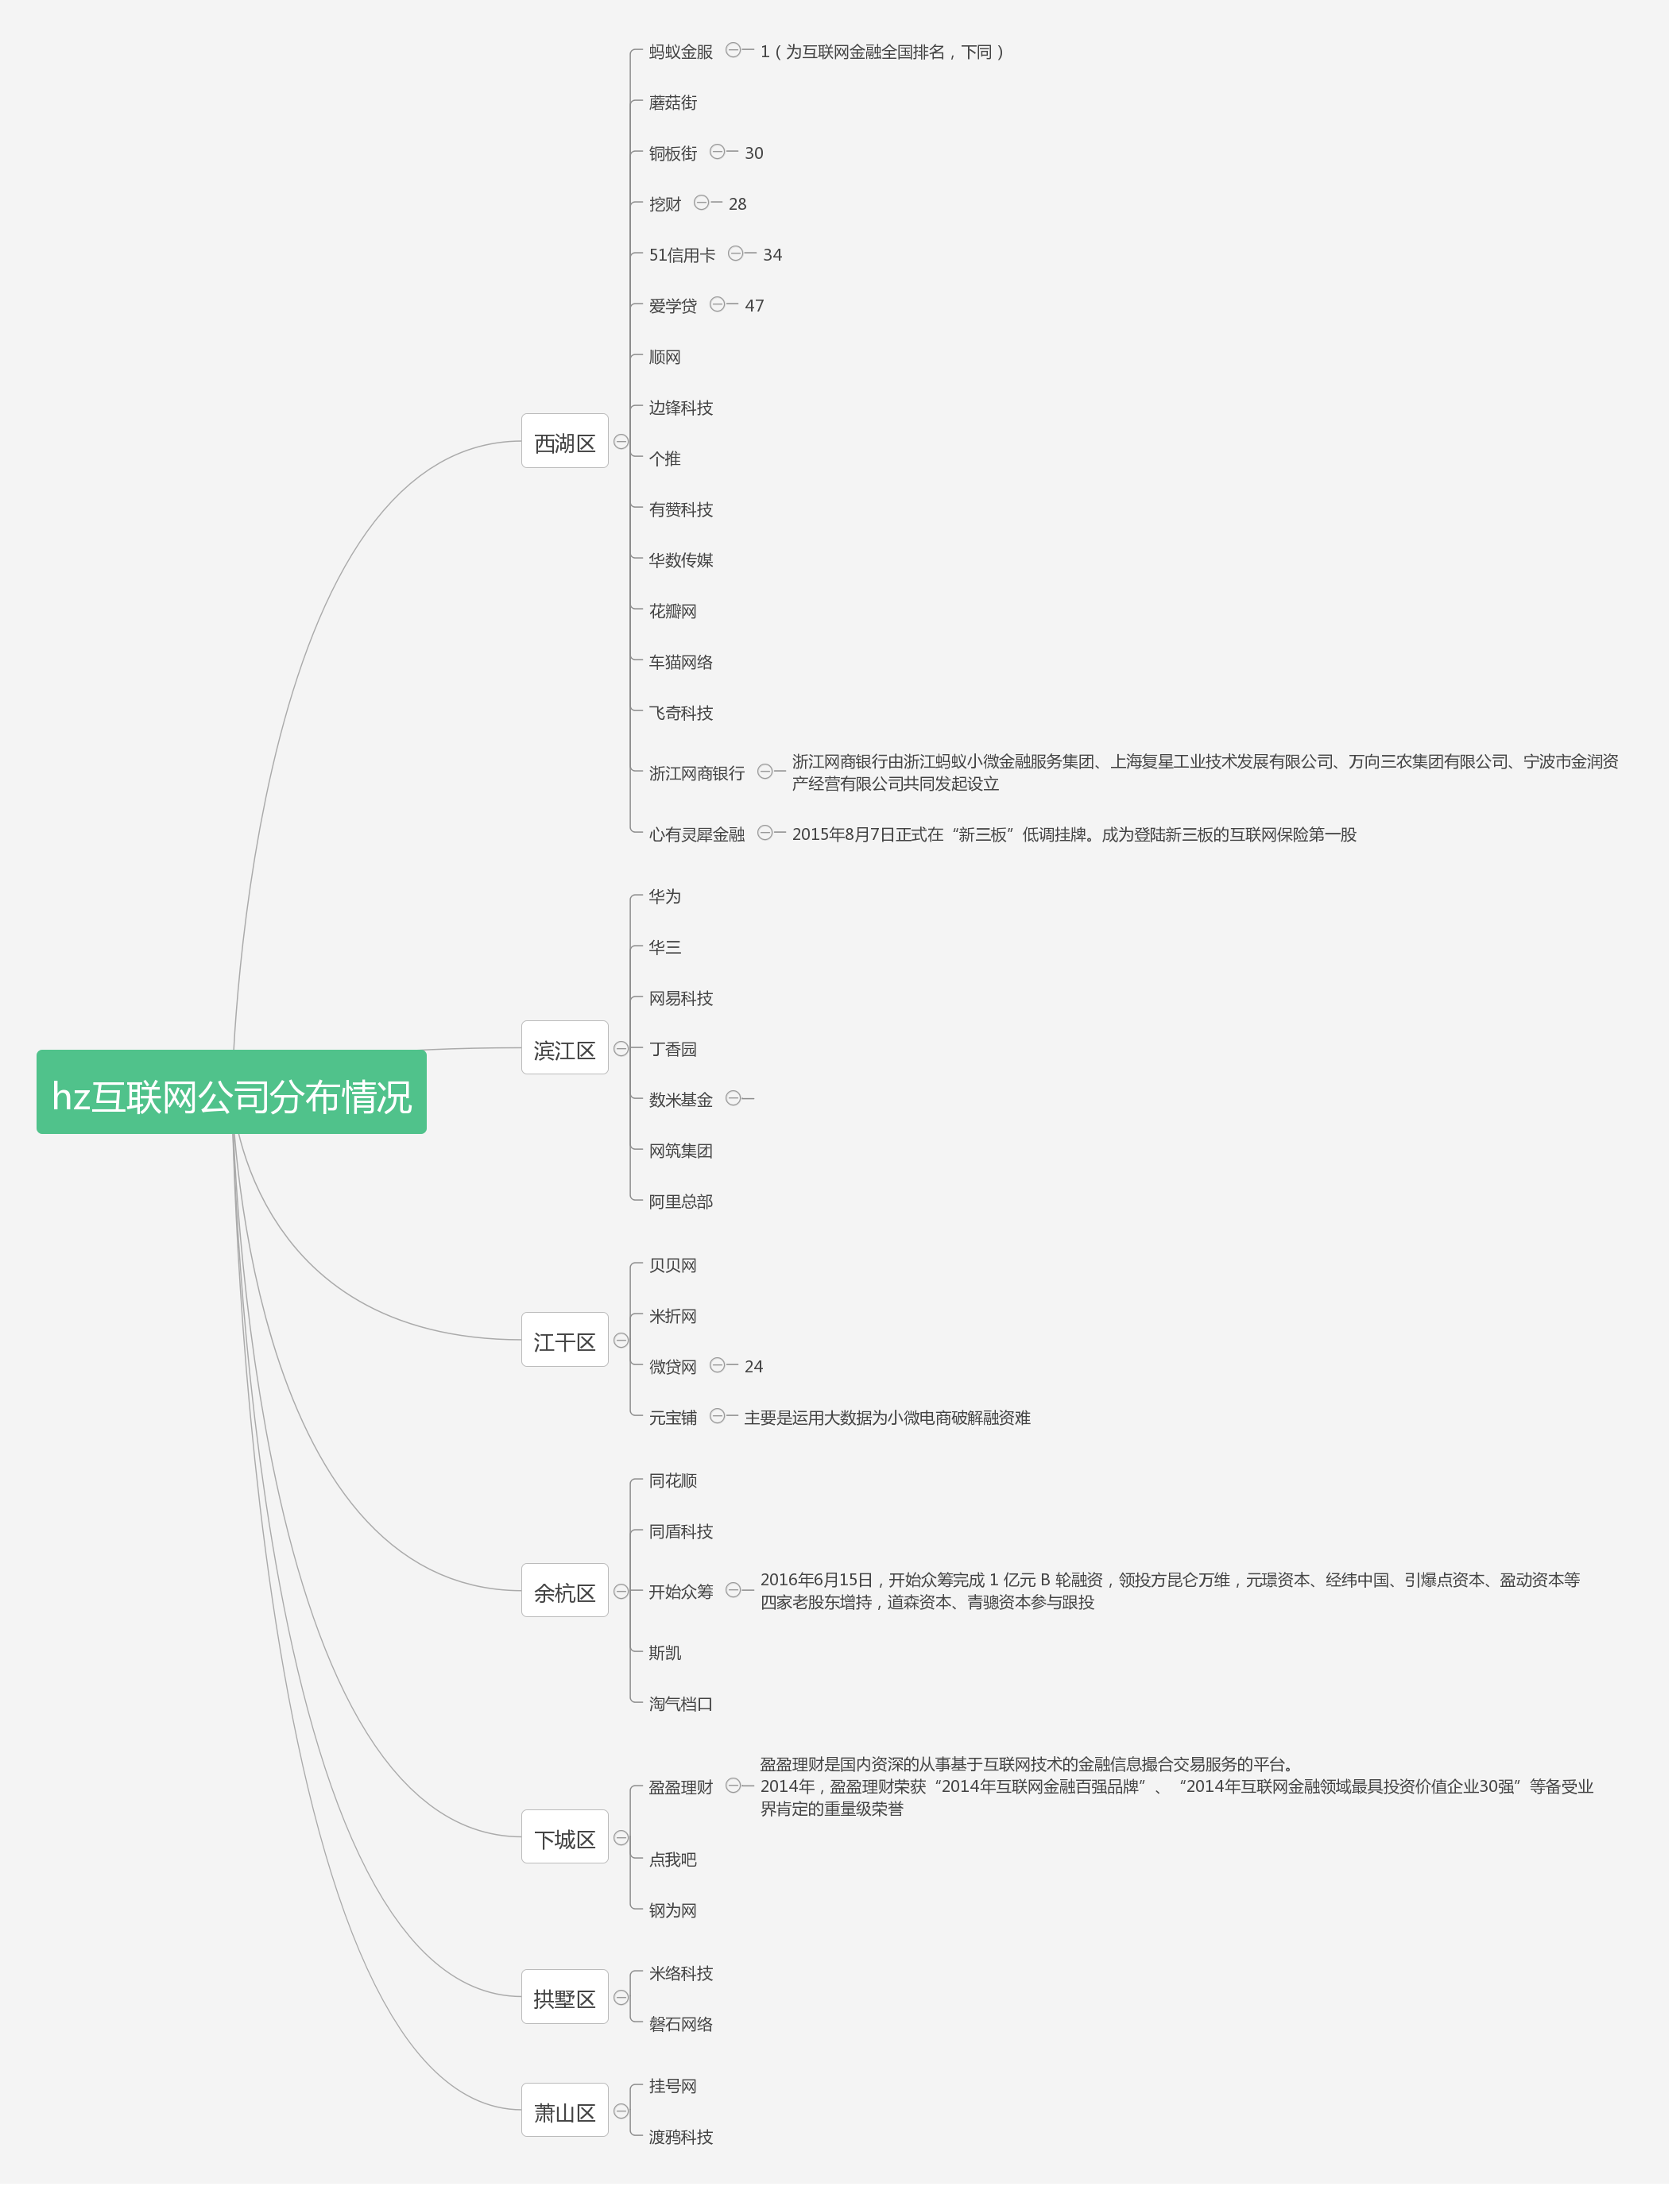 hz互联网公司分布情况
西湖区
蚂蚁金服
1（为互联网金融全国排名，下同）
蘑菇街
铜板街
30
挖财
28
51信用卡
34
爱学贷
47
顺网
边锋科技
个推
有赞科技
华数传媒
花瓣网
车猫网络
飞奇科技
浙江网商银行
浙江网商银行由浙江蚂蚁小微金融服务集团、上海复星工业技术发展有限公司、万向三农集团有限公司、宁波市金润资
产经营有限公司共同发起设立
心有灵犀金融
2015年8月7日正式在“新三板”低调挂牌。成为登陆新三板的互联网保险第一股
滨江区
华为
华三
网易科技
丁香园
数米基金
网筑集团
阿里总部
江干区
贝贝网
米折网
微贷网
24
元宝铺
主要是运用大数据为小微电商破解融资难
余杭区
同花顺
同盾科技
开始众筹
2016年6月15日，开始众筹完成 1 亿元 B 轮融资，领投方昆仑万维，元璟资本、经纬中国、引爆点资本、盈动资本等
四家老股东增持，道森资本、青骢资本参与跟投
斯凯
淘气档口
下城区
盈盈理财
盈盈理财是国内资深的从事基于互联网技术的金融信息撮合交易服务的平台。
2014年，盈盈理财荣获“2014年互联网金融百强品牌”、“2014年互联网金融领域最具投资价值企业30强”等备受业
界肯定的重量级荣誉
点我吧
钢为网
拱墅区
米络科技
磐石网络
萧山区
挂号网
渡鸦科技